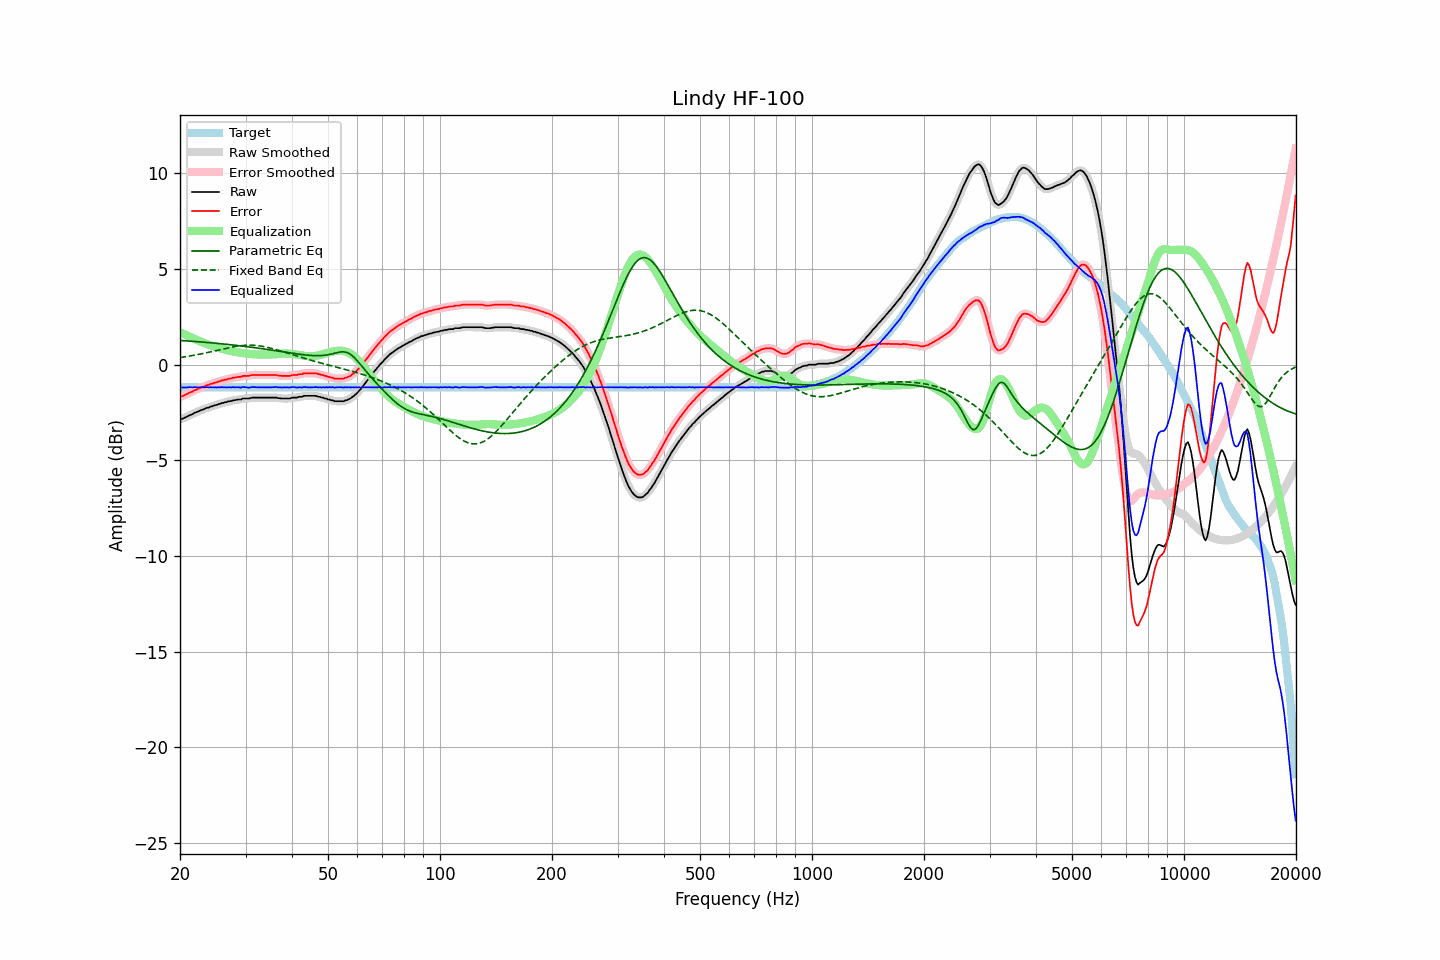 Lindy HF-100
Target
Raw Smoothed
Error Smoothed
Raw
Error
Equalization
Parametric Eq
Fixed Band Eq
Equalized
10
5
0
−5
−10
−15
−20
−25
Amplitude (dBr)
20 50 100 200 500 1000 2000 5000 10000 20000
Frequency (Hz)